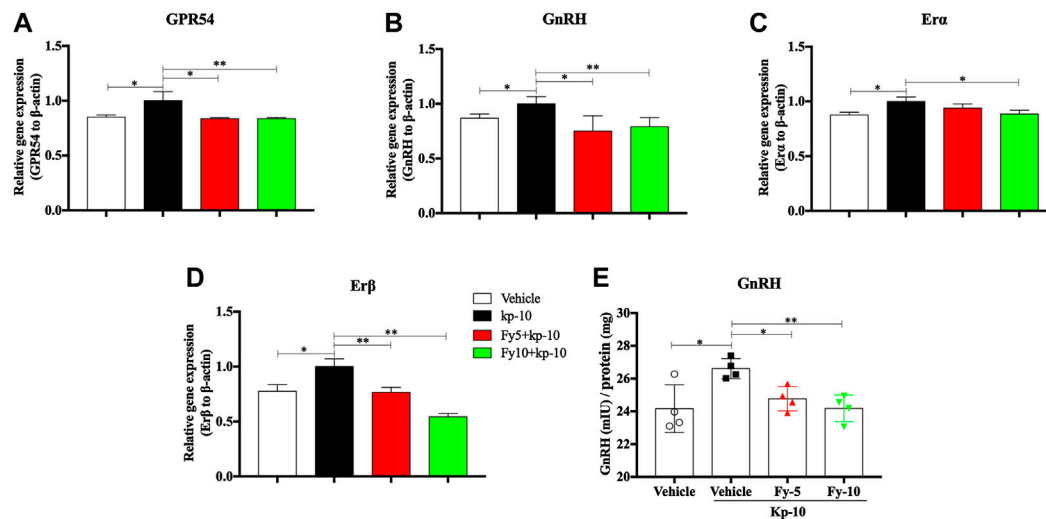 A
GPR54
Relative gene expression
(GPR54 to β-actin)
1.5
1.0
0.5
0.0
*
*
**
B
GnRH
Relative gene expression
(GnRH to β-actin)
1.5
1.0
0.5
0.0
*
*
**
C
Erα
Relative gene expression
(Erα to β-actin)
1.5
1.0
0.5
0.0
*
*
D
Erβ
Relative gene expression
(Erβ to β-actin)
1.5
1.0
0.5
0.0
*
**
**
Vehicle
kp-10
Fy5+kp-10
Fy10+kp-10
E
GnRH
GnRH (mIU) / protein (mg)
30
28
26
24
22
20
*
*
**
Vehicle Vehicle Fy-5 Fy-10
Kp-10